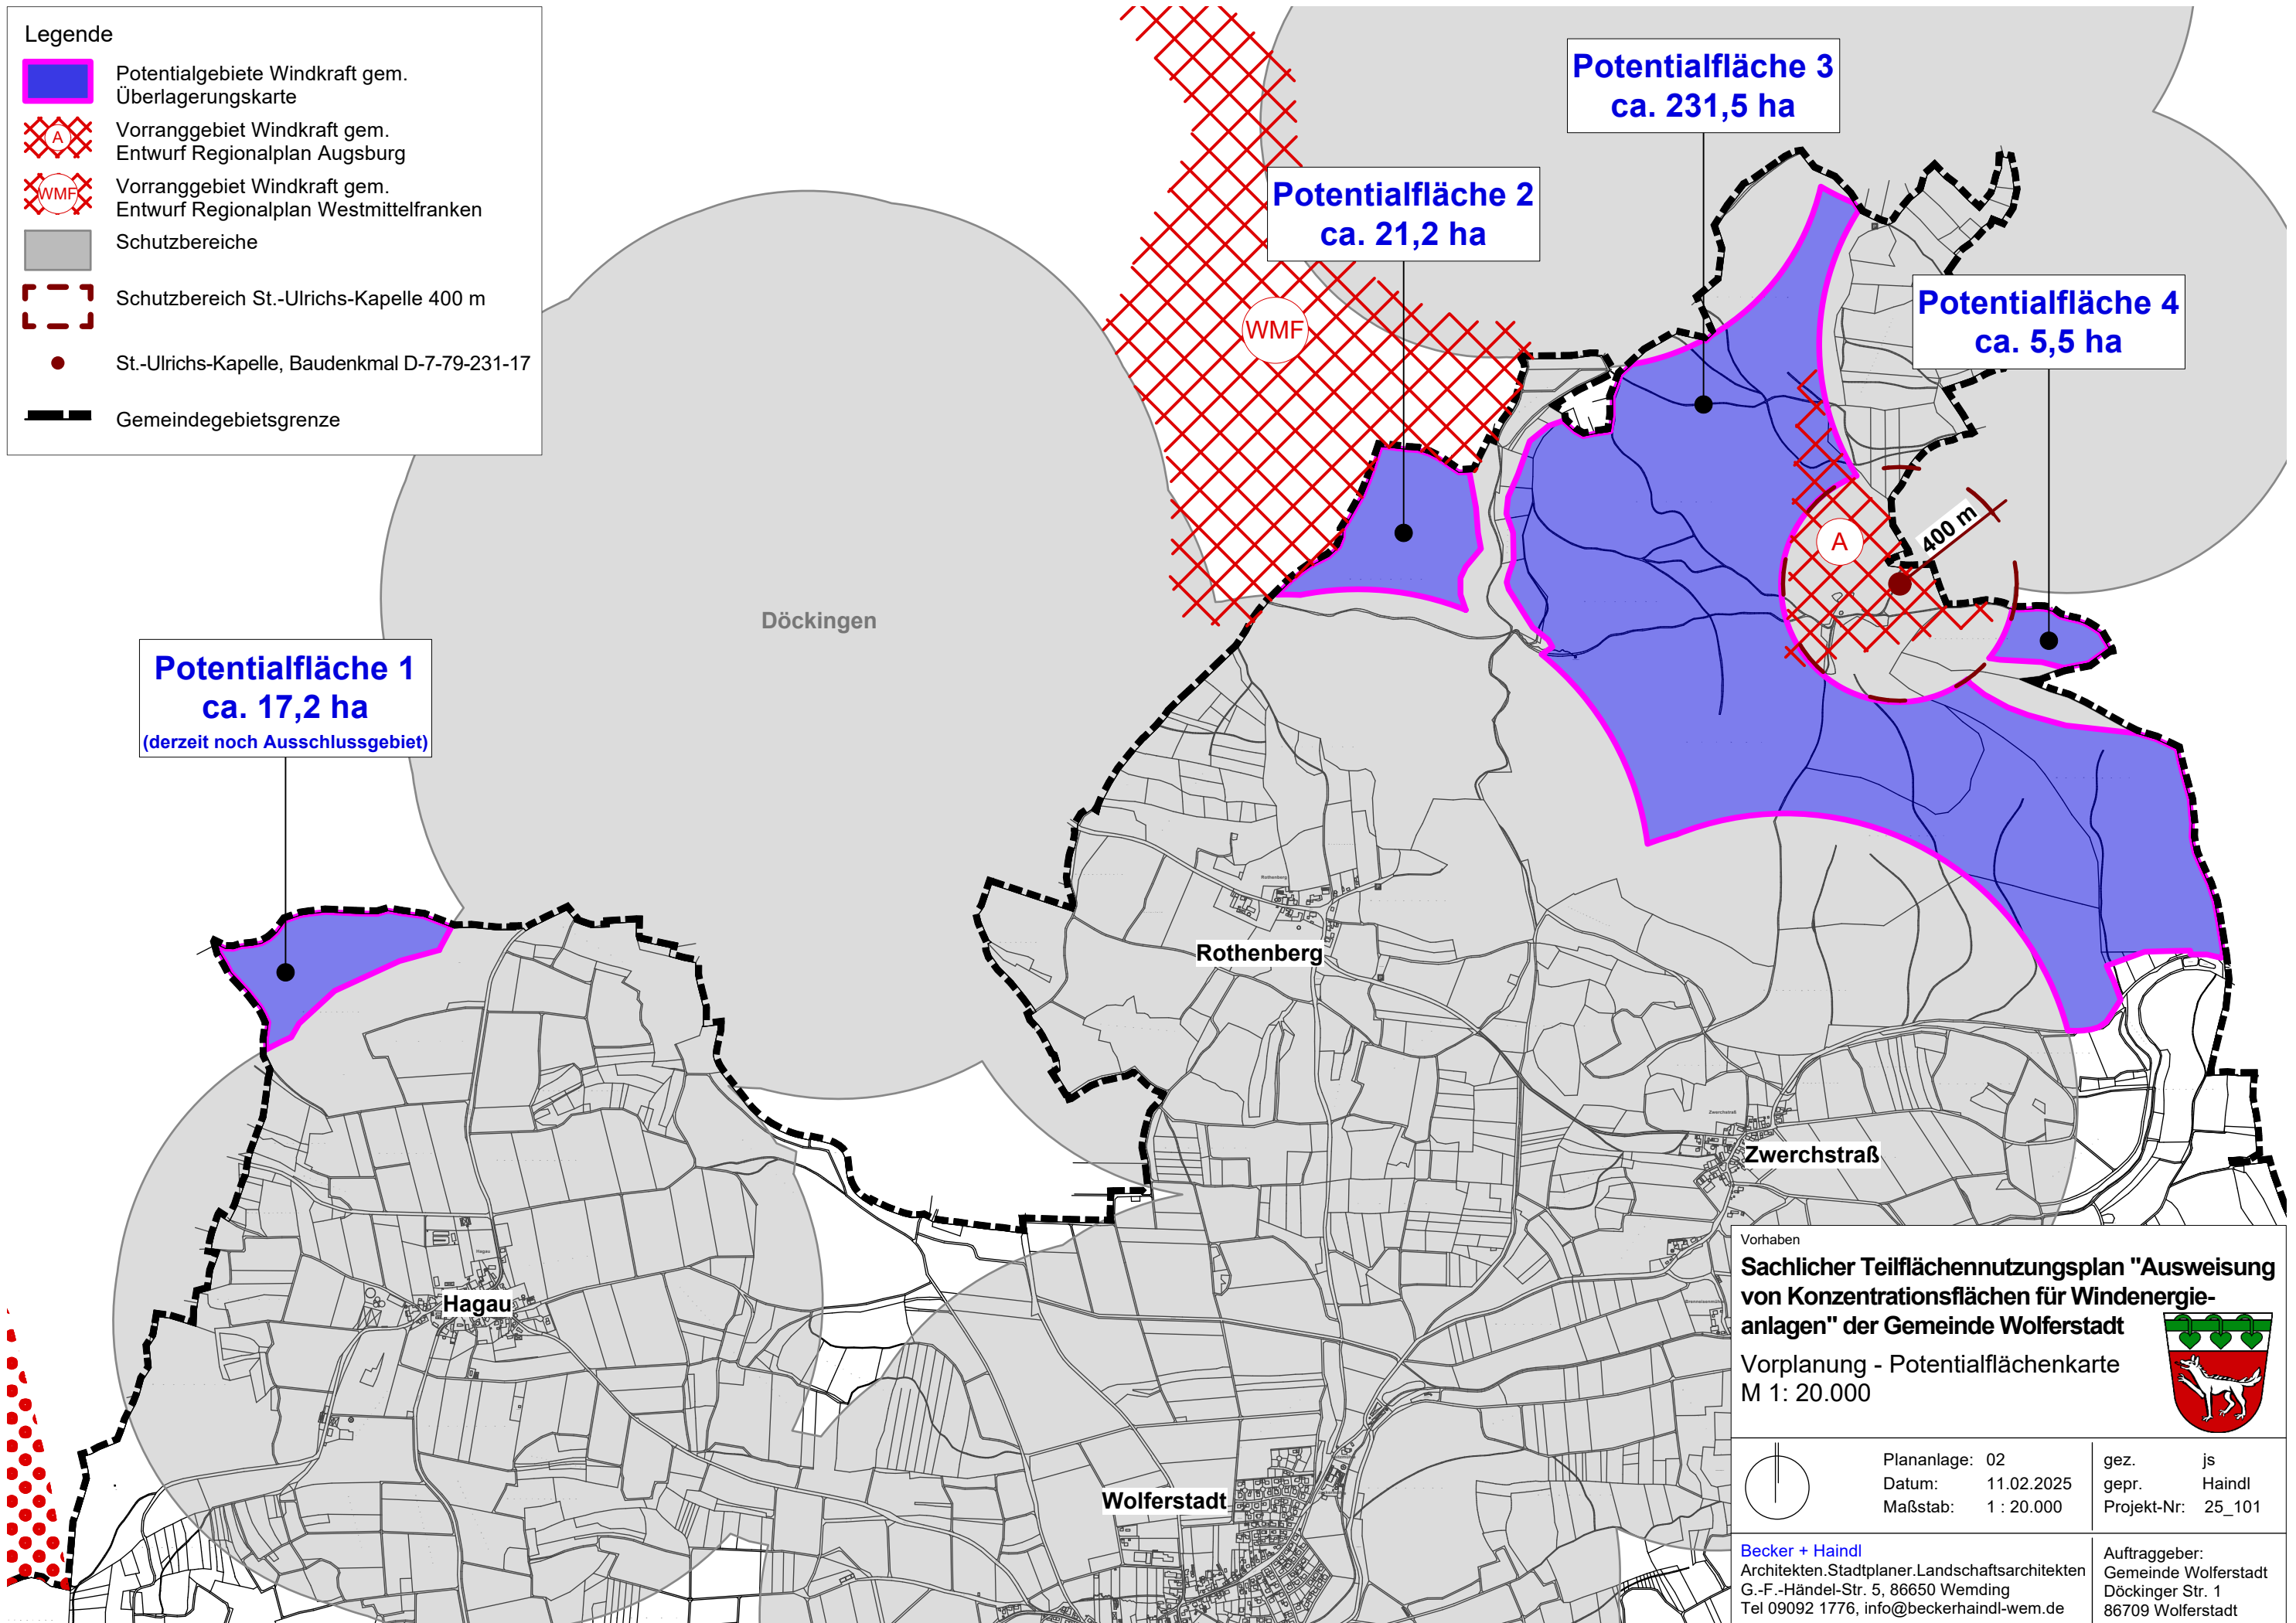 Legende
Potentialgebiete Windkraft gem.
Überlagerungskarte
A
Vorranggebiet Windkraft gem.
Entwurf Regionalplan Augsburg
WMF
Vorranggebiet Windkraft gem.
Entwurf Regionalplan Westmittelfranken
Schutzbereiche
Schutzbereich St.-Ulrichs-Kapelle 400 m
St.-Ulrichs-Kapelle, Baudenkmal D-7-79-231-17
Gemeindegebietsgrenze
Potentialfläche 3
ca. 231,5 ha
Potentialfläche 2
ca. 21,2 ha
Potentialfläche 4
ca. 5,5 ha
WMF
A
400 m
Döckingen
Potentialfläche 1
ca. 17,2 ha
(derzeit noch Ausschlussgebiet)
Rothenberg
Rothenberg
Zwerchstraß
Zwerchstraß
Hagau
Hagau
Wolferstadt
Vorhaben
Sachlicher Teilflächennutzungsplan "Ausweisung
von Konzentrationsflächen für Windenergie-
anlagen" der Gemeinde Wolferstadt
Vorplanung - Potentialflächenkarte
M 1: 20.000
Plananlage: 02
Datum: 11.02.2025
Maßstab: 1 : 20.000
gez. js
gepr. Haindl
Projekt-Nr: 25_101
Becker + Haindl
Architekten.Stadtplaner.Landschaftsarchitekten
G.-F.-Händel-Str. 5, 86650 Wemding
Tel 09092 1776, info@beckerhaindl-wem.de
Auftraggeber:
Gemeinde Wolferstadt
Döckinger Str. 1
86709 Wolferstadt